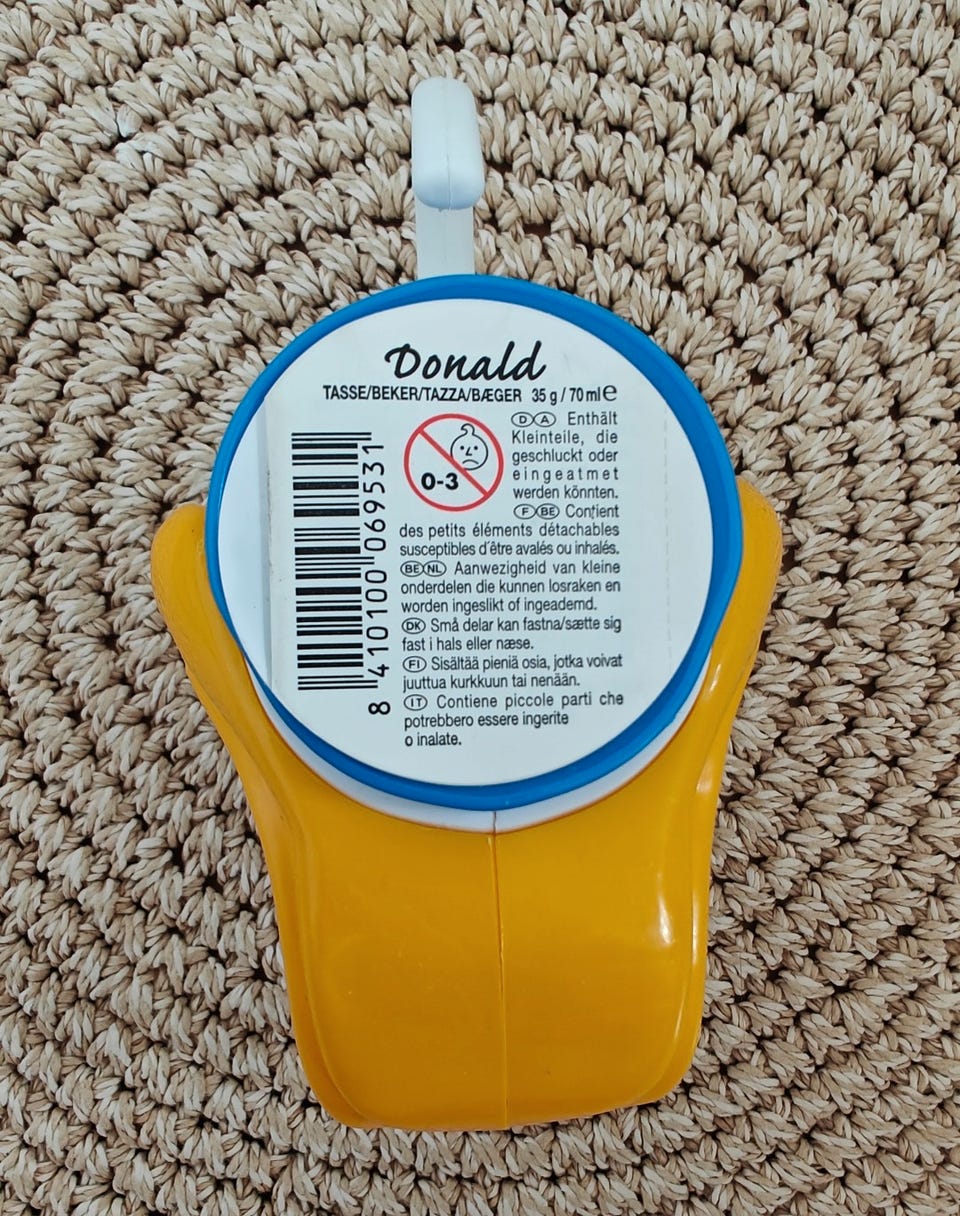 Donald
TASSE/BEKER/TAZZA/BÆGER 35 g / 70 ml e
0-3
D A Enthält
Kleinteile, die
geschluckt oder
eingeatmet
werden könnten.
F BE Contient
des petits éléments détachables
susceptibles d´être avalés ou inhalés.
BE NL Aanwezigheid van kleine
onderdelen die kunnen losraken en
worden ingeslikt of ingeademd.
DK Små delar kan fastna/sætte sig
fast i hals eller næse.
FI Sisältää pieniä osia, jotka voivat
juuttua kurkkuun tai nenään.
IT Contiene piccole parti che
potrebbero essere ingerite
o inalate.
8 410100 069531